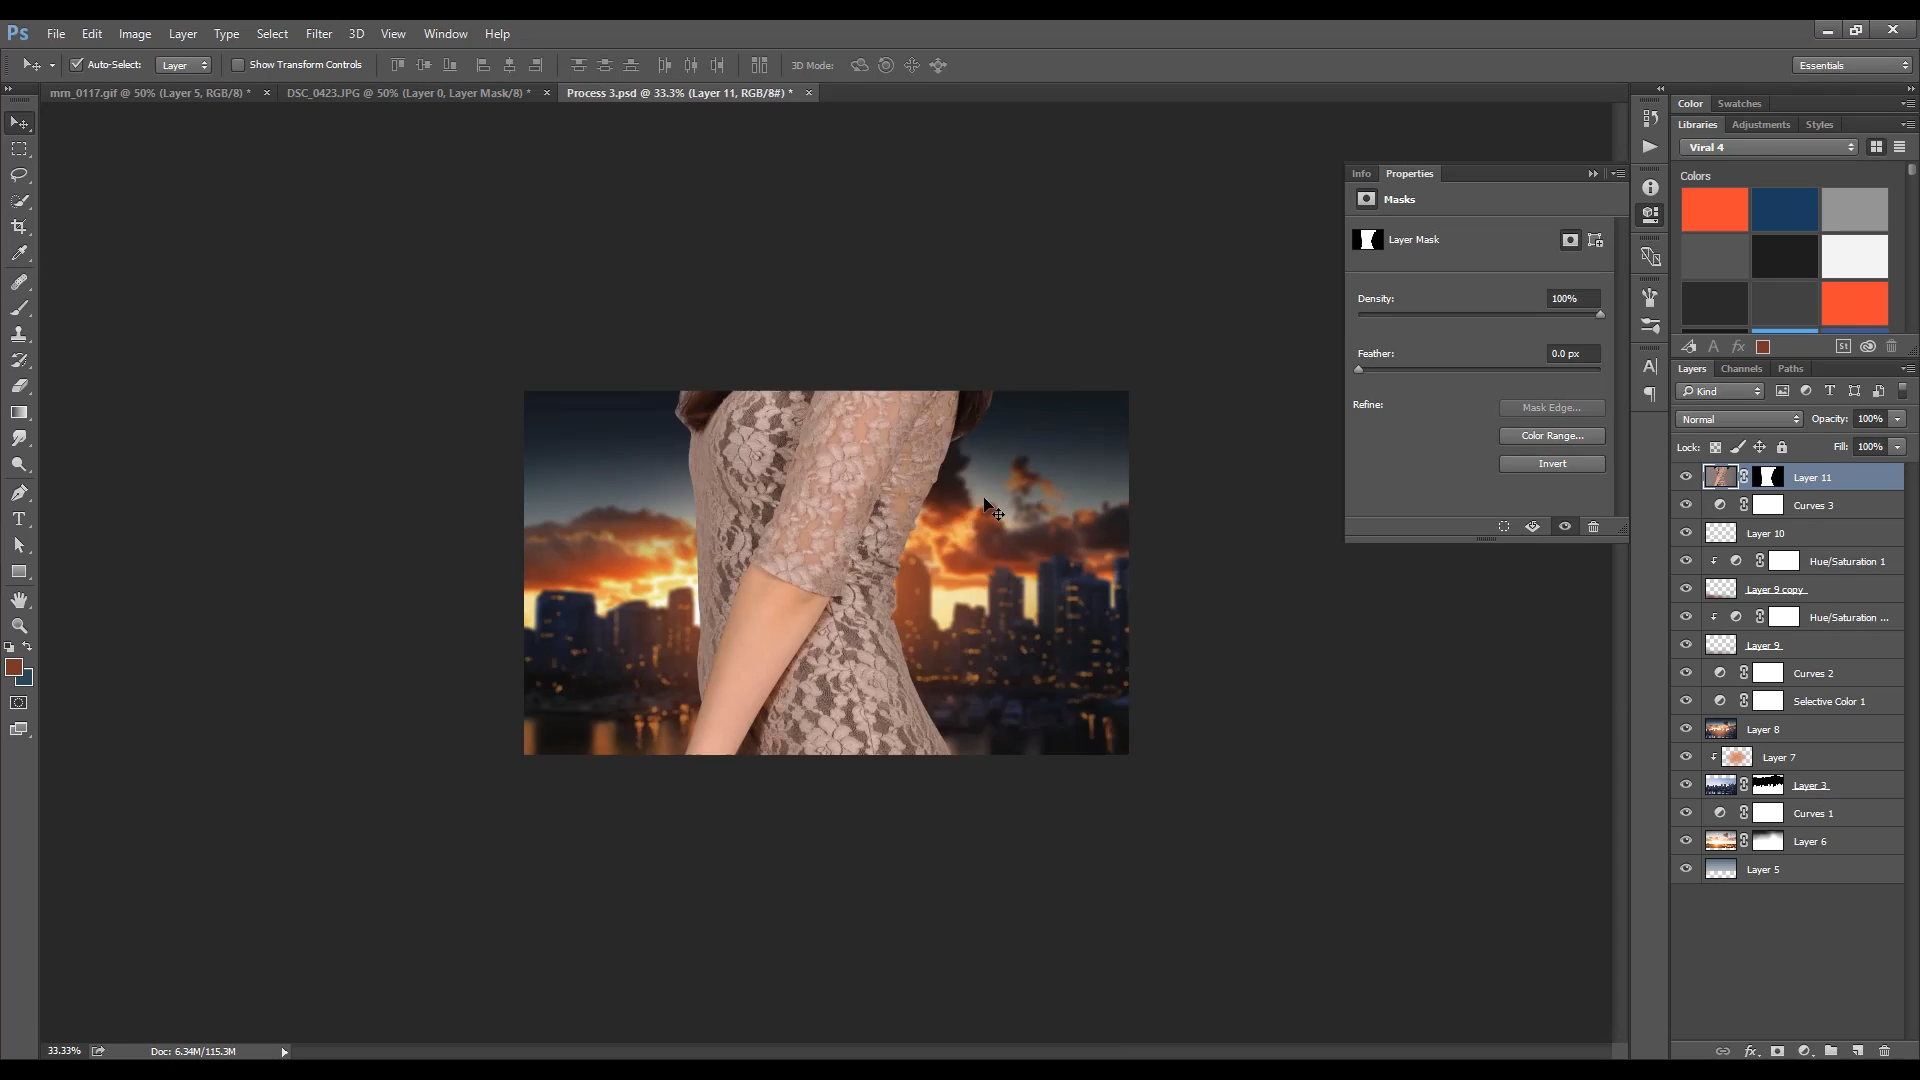 Ps File Edit Image Layer Type Select Filter 3D View Window Help
Auto-Select: Layer Show Transform Controls 3D Mode: Essentials
mm_0117.gif @ 50% (Layer 5, RGB/8) * DSC_0423.JPG @ 50% (Layer 0, Layer Mask/8) * Process 3.psd @ 33.3% (Layer 11, RGB/8#) *
Color Swatches
Libraries Adjustments Styles
Viral 4
Colors
Info Properties
Masks
Layer Mask
Density: 100%
Feather: 0.0 px
Refine: Mask Edge...
Color Range...
Invert
St
Layers Channels Paths
Kind
Normal Opacity: 100%
Lock: Fill: 100%
Layer 11
Curves 3
Layer 10
Hue/Saturation 1
Layer 9 copy
Hue/Saturation ...
Layer 9
Curves 2
Selective Color 1
Layer 8
Layer 7
Layer 3
Curves 1
Layer 6
Layer 5
33.33% Doc: 6.34M/115.3M